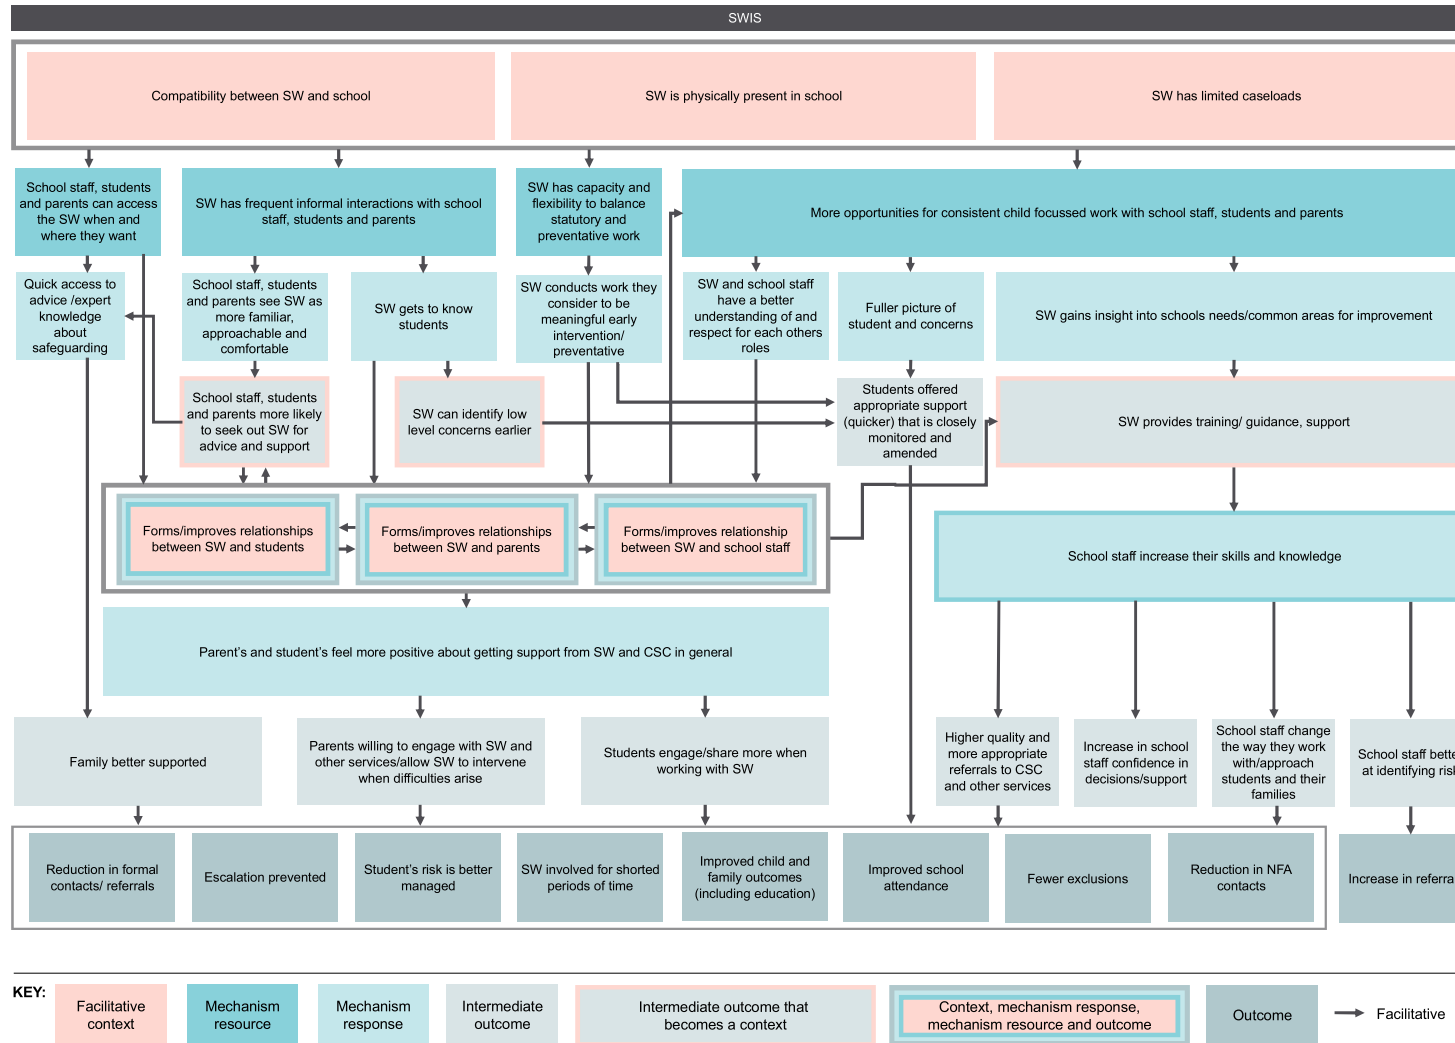 SWIS
Compatibility between SW and school
SW is physically present in school
SW has limited caseloads
School staff, students
and parents can access
the SW when and
where they want
SW has frequent informal interactions with school
staff, students and parents
SW has capacity and
flexibility to balance
statutory and
preventative work
More opportunities for consistent child focussed work with school staff, students and parents
Quick access to
advice /expert
knowledge
about
safeguarding
School staff, students
and parents see SW as
more familiar,
approachable and
comfortable
SW gets to know
students
SW conducts work they
consider to be
meaningful early
intervention/
preventative
SW and school staff
have a better
understanding of and
respect for each others
roles
Fuller picture of
student and concerns
SW gains insight into schools needs/common areas for improvement
School staff, students
and parents more likely
to seek out SW for
advice and support
SW can identify low
level concerns earlier
Students offered
appropriate support
(quicker) that is closely
monitored and
amended
SW provides training/ guidance, support
Forms/improves relationships
between SW and students
Forms/improves relationships
between SW and parents
Forms/improves relationship
between SW and school staff
School staff increase their skills and knowledge
Parent's and student's feel more positive about getting support from SW and CSC in general
Family better supported
Parents willing to engage with SW and
other services/allow SW to intervene
when difficulties arise
Students engage/share more when
working with SW
Higher quality and
more appropriate
referrals to CSC
and other services
Increase in school
staff confidence in
decisions/support
School staff change
the way they work
with/approach
students and their
families
School staff bette
at identifying risk
Reduction in formal
contacts/ referrals
Escalation prevented
Student's risk is better
managed
SW involved for shorted
periods of time
Improved child and
family outcomes
(including education)
Improved school
attendance
Fewer exclusions
Reduction in NFA
contacts
Increase in referra
KEY:
Facilitative
context
Mechanism
resource
Mechanism
response
Intermediate
outcome
Intermediate outcome that
becomes a context
Context, mechanism response,
mechanism resource and outcome
Outcome
Facilitative